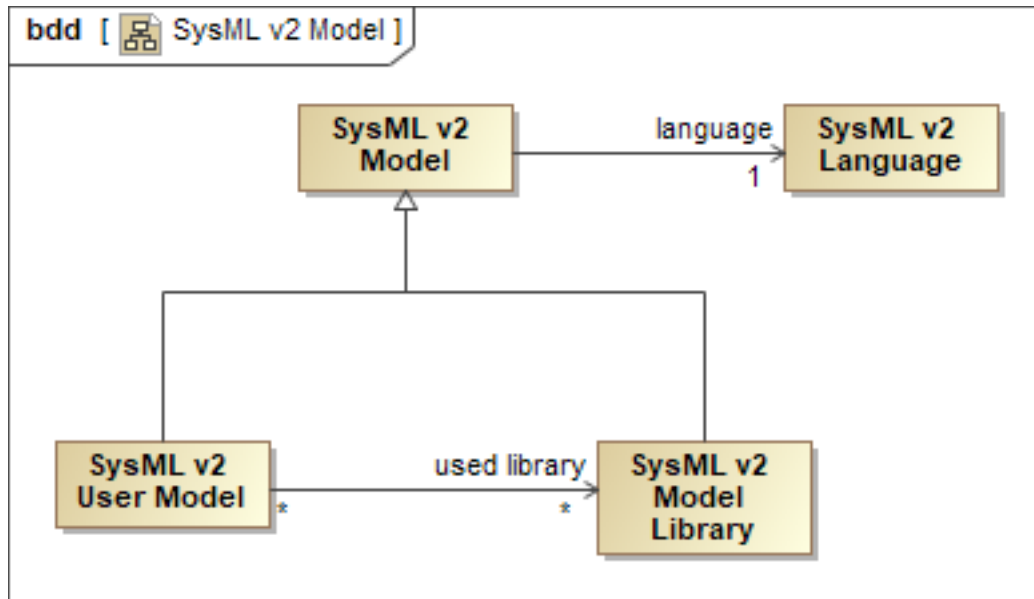 bdd [ SysML v2 Model ]
SysML v2
Model
language
1
SysML v2
Language
SysML v2
User Model
*
used library
*
SysML v2
Model
Library